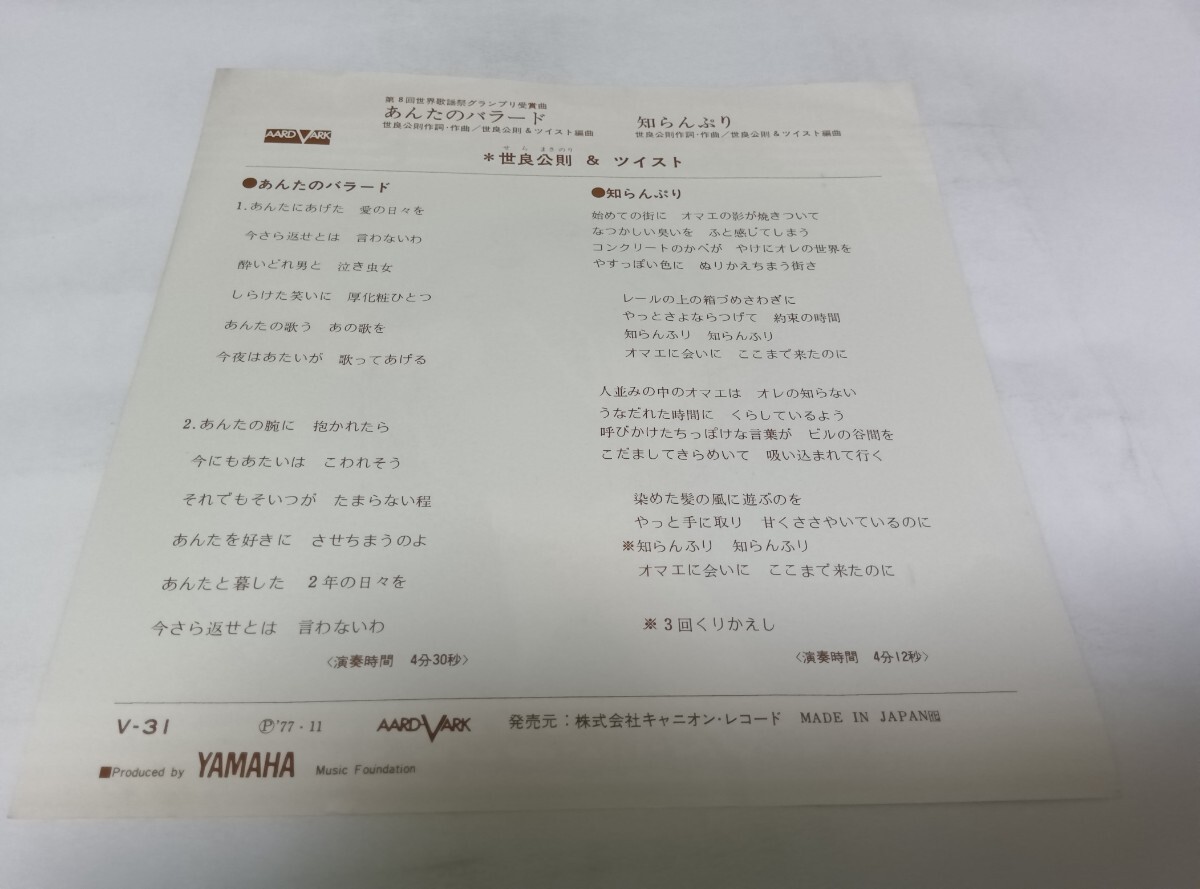 第8回世界歌謡祭グランプリ受賞曲
あんたのバラード
世良公則作詞・作曲/世良公則&ツイスト編曲
知らんぷり
世良公則作詞・作曲/世良公則&ツイスト編曲
AARDVARK
せら まさのり
*世良公則 & ツイスト
●あんたのバラード
1.あんたにあげた 愛の日々を
今さら返せとは 言わないわ
酔いどれ男と 泣き虫女
しらけた笑いに 厚化粧ひとつ
あんたの歌う あの歌を
今夜はあたいが 歌ってあげる
2.あんたの腕に 抱かれたら
今にもあたいは こわれそう
それでもそいつが たまらない程
あんたを好きに させちまうのよ
あんたと暮した 2年の日々を
今さら返せとは 言わないわ
〈演奏時間 4分30秒〉
●知らんぷり
始めての街に オマエの影が焼きついて
なつかしい臭いを ふと感じてしまう
コンクリートのかべが やけにオレの世界を
やすっぽい色に ぬりかえちまう街さ
レールの上の箱づめさわぎに
やっとさよならつげて 約束の時間
知らんふり 知らんふり
オマエに会いに ここまで来たのに
人並みの中のオマエは オレの知らない
うなだれた時間に くらしているよう
呼びかけたちっぽけな言葉が ビルの谷間を
こだましてきらめいて 吸い込まれて行く
染めた髪の風に遊ぶのを
やっと手に取り 甘くささやいているのに
※知らんふり 知らんふり
オマエに会いに ここまで来たのに
※3回くりかえし
〈演奏時間 4分12秒〉
V-31 Ⓟ'77・11 AARDVARK 発売元:株式会社キャニオン・レコード MADE IN JAPAN
■Produced by YAMAHA Music Foundation